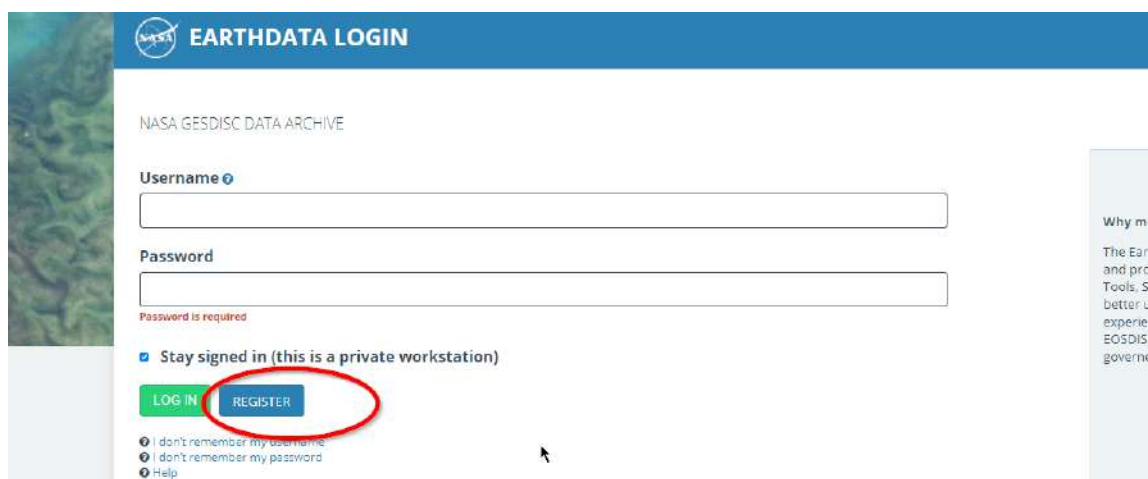 NASA
EARTHDATA LOGIN
NASA GESDISC DATA ARCHIVE
Username
Password
Password is required
Stay signed in (this is a private workstation)
LOG IN
REGISTER
I don't remember my username
I don't remember my password
Help
Why m
The Ear
and pro
Tools, S
better u
experie
EOSDIS
governe